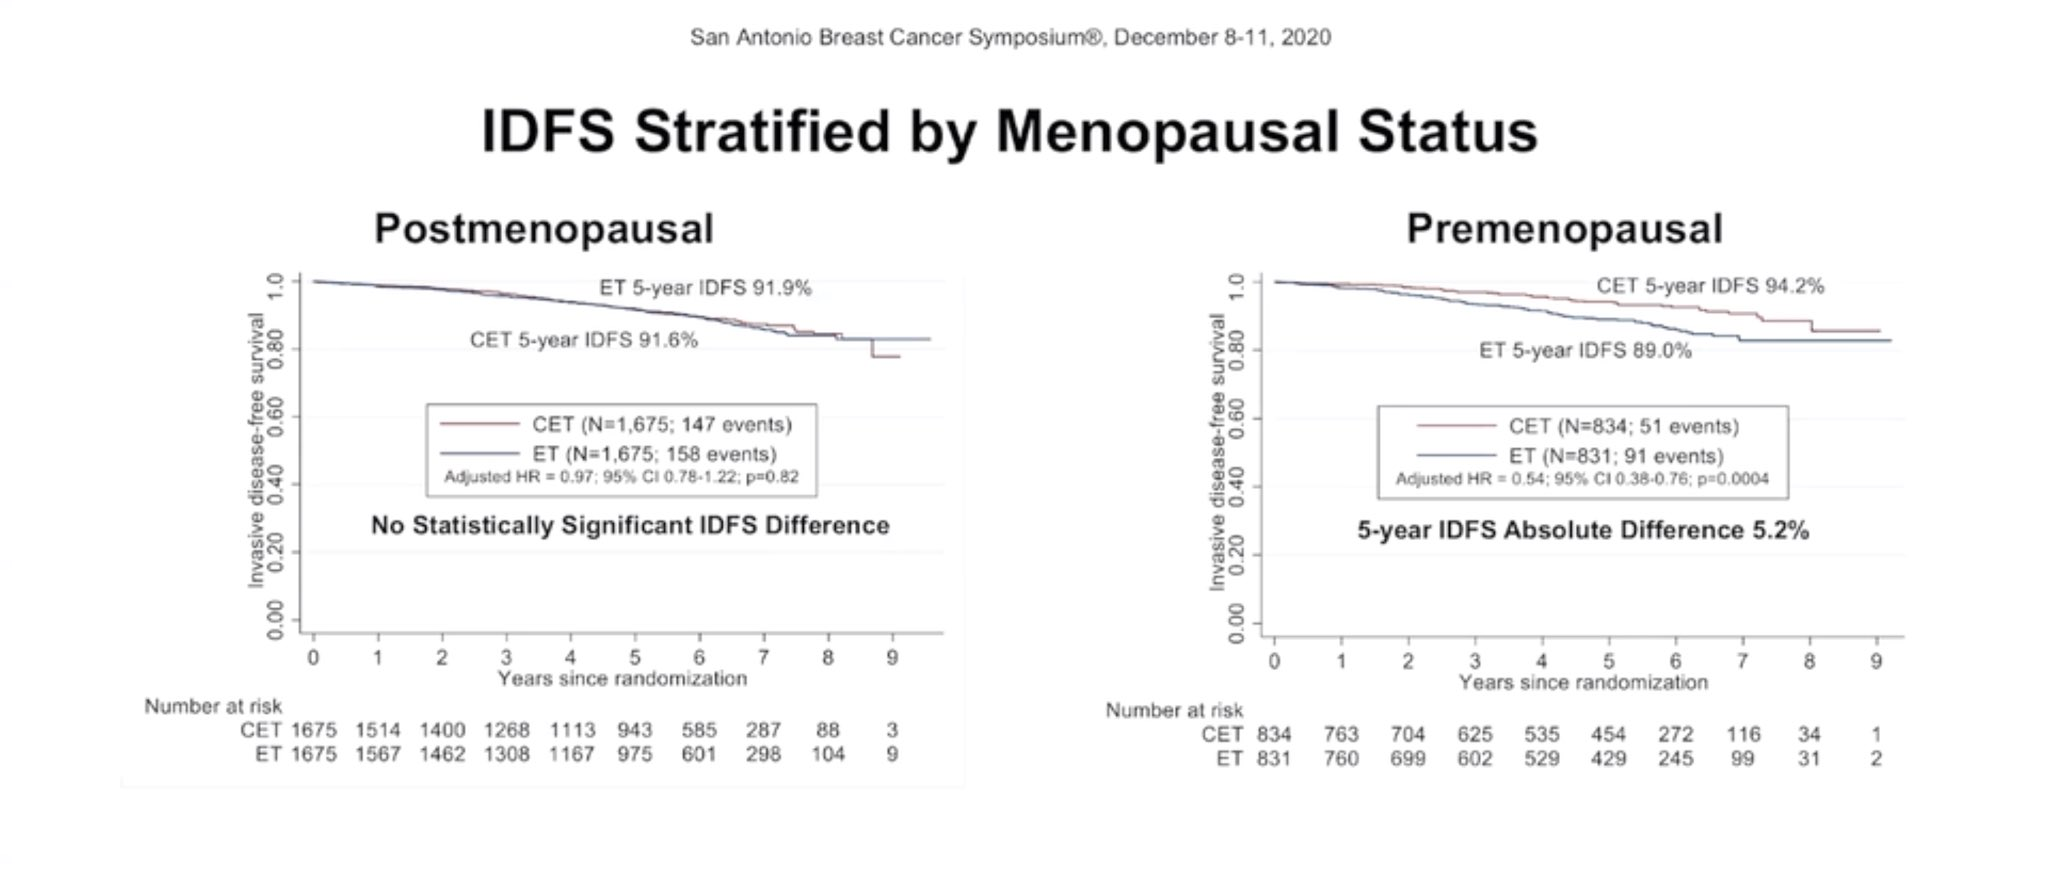 San Antonio Breast Cancer Symposium®, December 8-11, 2020
IDFS Stratified by Menopausal Status
Postmenopausal
Invasive disease-free survival
1.0
0.80
0.60
0.40
0.20
0.00
ET 5-year IDFS 91.9%
CET 5-year IDFS 91.6%
CET (N=1,675; 147 events)
ET (N=1,675; 158 events)
Adjusted HR = 0.97; 95% CI 0.78-1.22; p=0.82
No Statistically Significant IDFS Difference
0 1 2 3 4 5 6 7 8 9
Years since randomization
Number at risk
CET 1675 1514 1400 1268 1113 943 585 287 88 3
ET 1675 1567 1462 1308 1167 975 601 298 104 9
Premenopausal
Invasive disease-free survival
1.0
0.80
0.60
0.40
0.20
0.00
CET 5-year IDFS 94.2%
ET 5-year IDFS 89.0%
CET (N=834; 51 events)
ET (N=831; 91 events)
Adjusted HR = 0.54; 95% CI 0.38-0.76; p=0.0004
5-year IDFS Absolute Difference 5.2%
0 1 2 3 4 5 6 7 8 9
Years since randomization
Number at risk
CET 834 763 704 625 535 454 272 116 34 1
ET 831 760 699 602 529 429 245 99 31 2